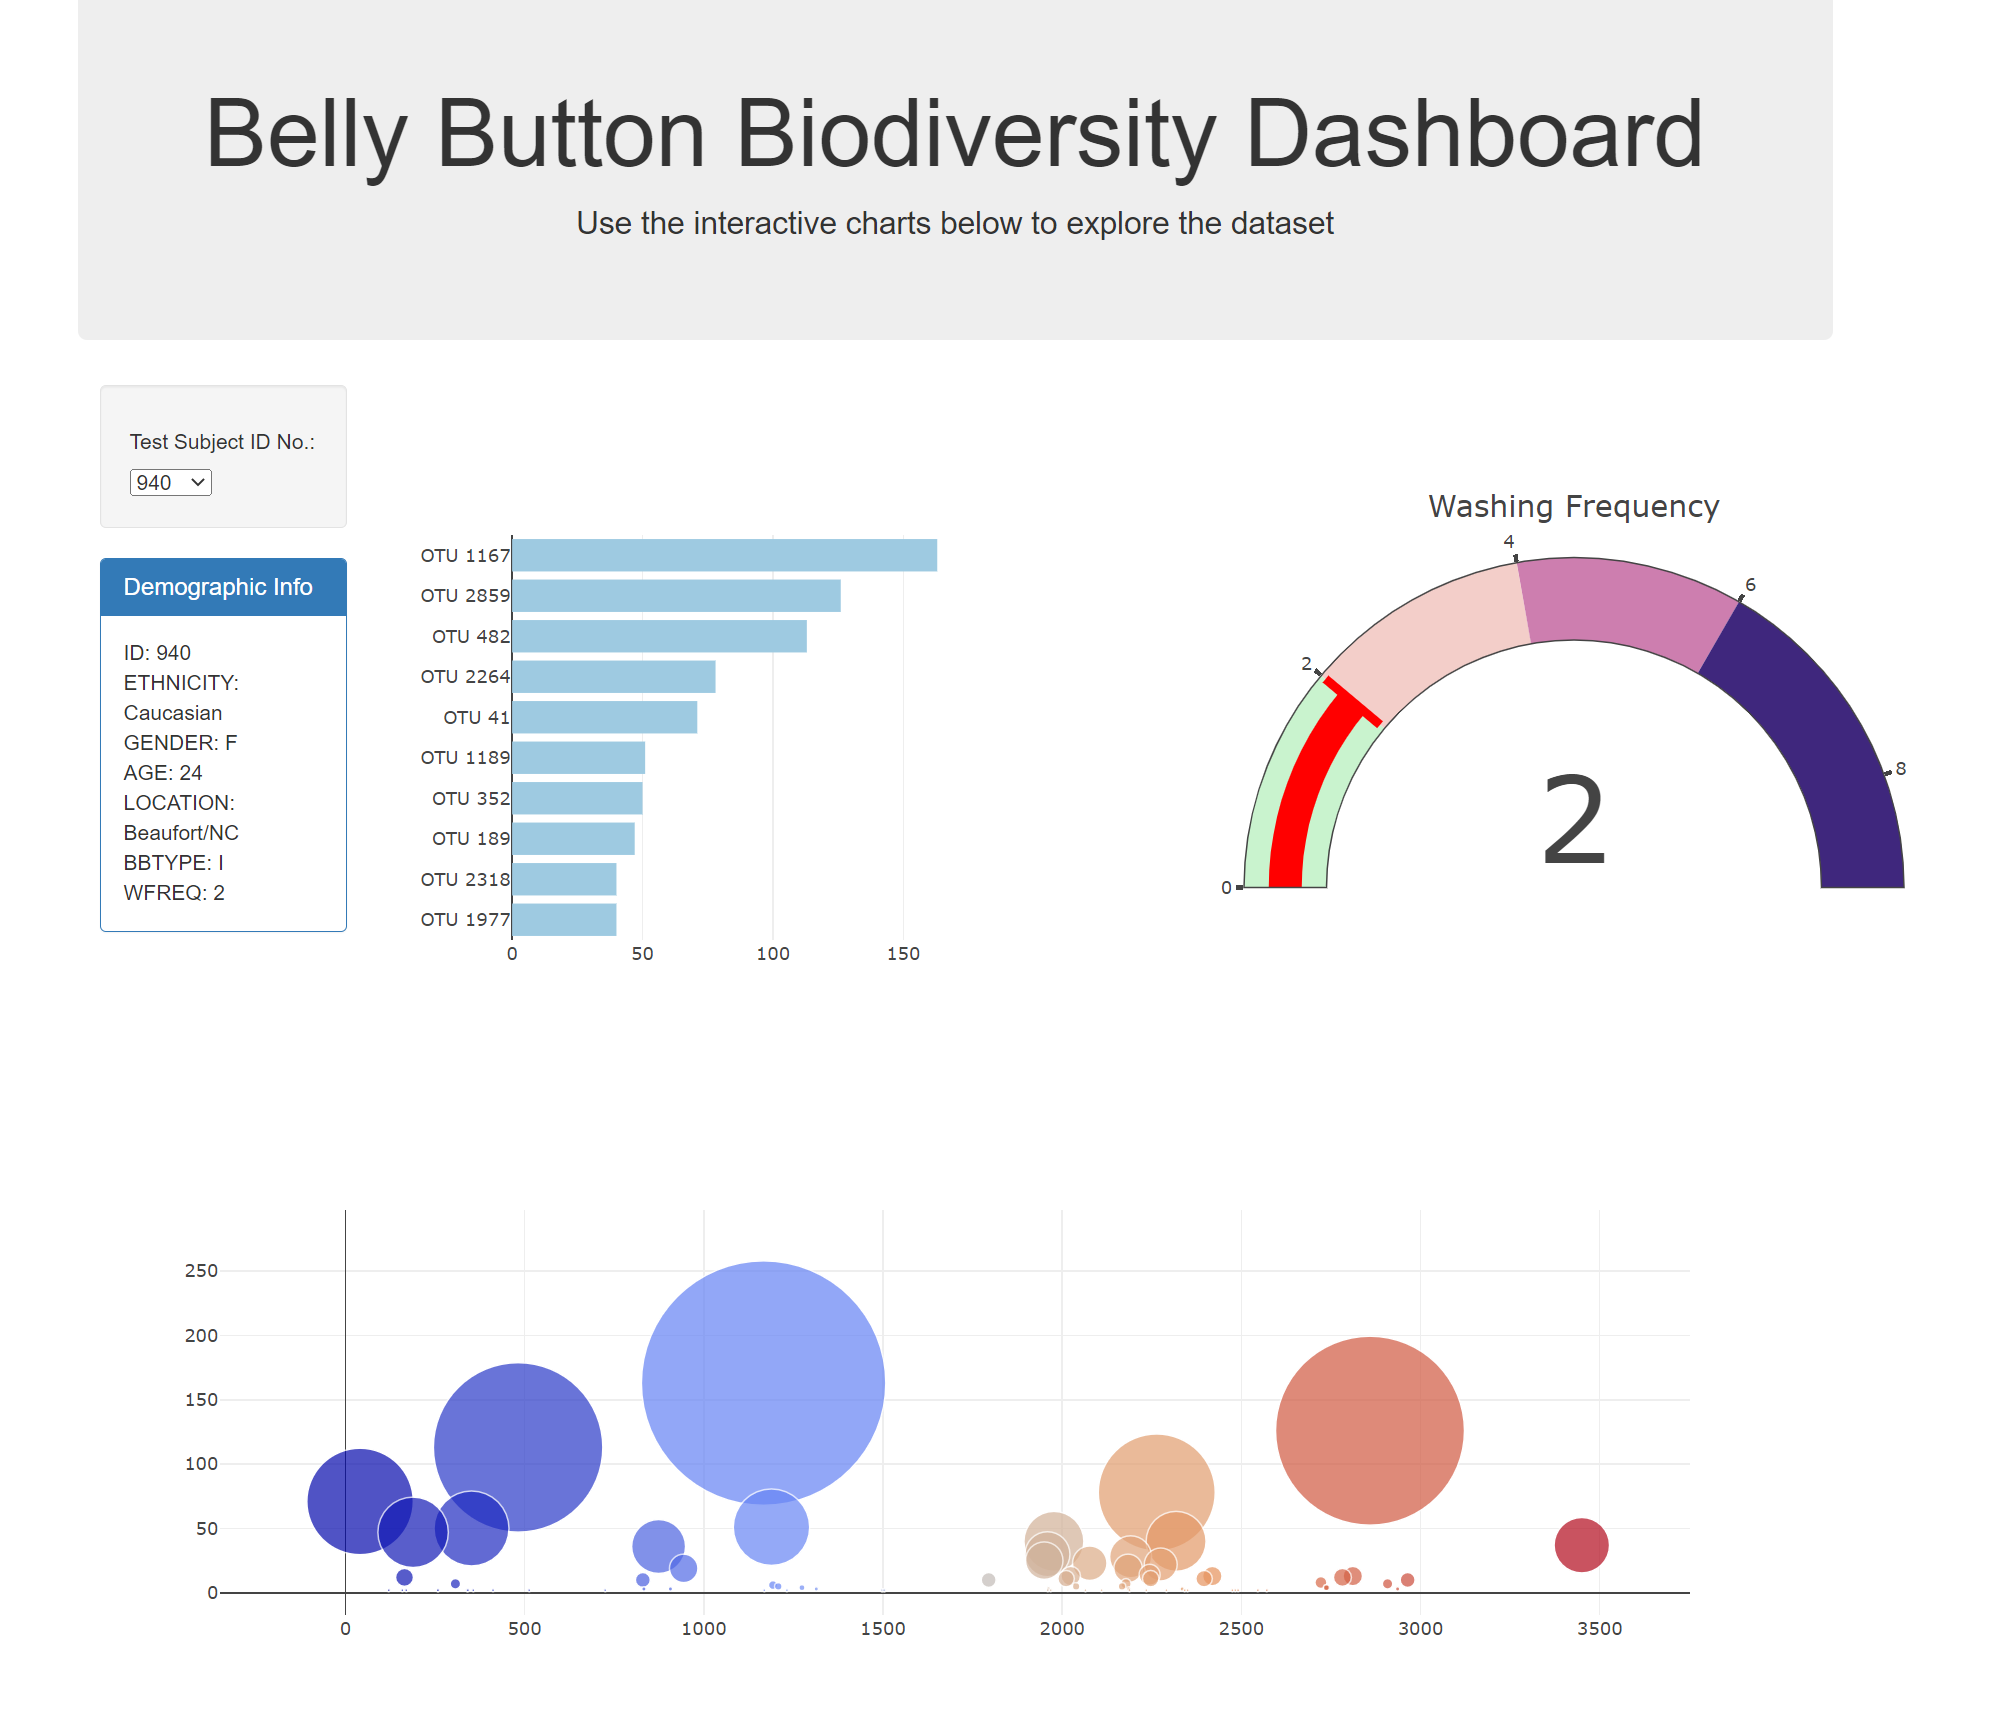 Belly Button Biodiversity Dashboard
Use the interactive charts below to explore the dataset
Test Subject ID No.:
940
Demographic Info
ID: 940
ETHNICITY:
Caucasian
GENDER: F
AGE: 24
LOCATION:
Beaufort/NC
BBTYPE: I
WFREQ: 2
OTU 1167
OTU 2859
OTU 482
OTU 2264
OTU 41
OTU 1189
OTU 352
OTU 189
OTU 2318
OTU 1977
0 50 100 150
Washing Frequency
0
2
4
6
8
2
250
200
150
100
50
0
0 500 1000 1500 2000 2500 3000 3500